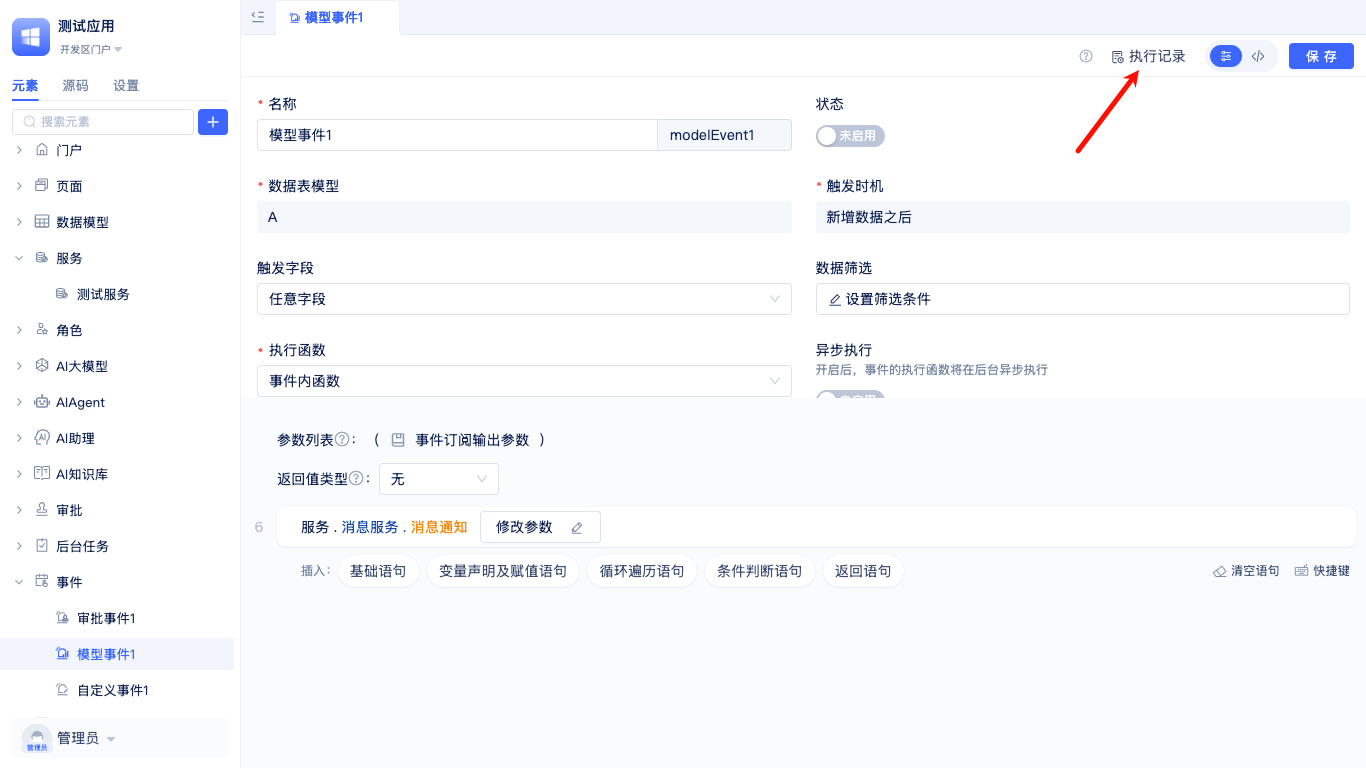 测试应用
开发区门户
元素 源码 设置
搜索元素
门户
页面
数据模型
服务
测试服务
角色
AI大模型
AIAgent
AI助理
AI知识库
审批
后台任务
事件
审批事件1
模型事件1
自定义事件1
管理员
管理员
模型事件1
执行记录
保 存
* 名称
模型事件1 modelEvent1
状态
未启用
* 数据表模型
A
* 触发时机
新增数据之后
触发字段
任意字段
数据筛选
设置筛选条件
* 执行函数
事件内函数
异步执行
开启后，事件的执行函数将在后台异步执行
未启用
参数列表 : ( 事件订阅输出参数 )
返回值类型 : 无
6 服务 . 消息服务 . 消息通知 修改参数
插入: 基础语句 变量声明及赋值语句 循环遍历语句 条件判断语句 返回语句 清空语句 快捷键